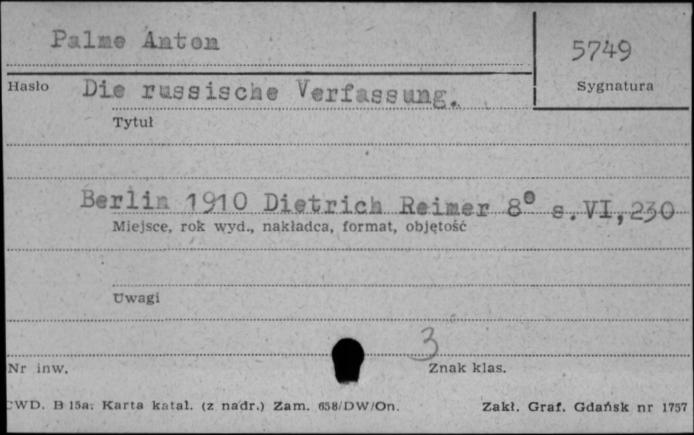 Palme Anton
5749
Hasło
Sygnatura
Die russische Verfassung.
Tytuł
Berlin 1910 Dietrich Reimer 8° s.VI,230
Miejsce, rok wyd., nakładca, format, objętość
Uwagi
3
Nr inw.
Znak klas.
CWD. B 15a. Karta katal. (z nadr.) Zam. 658/DW/On.
Zakł. Graf. Gdańsk nr 1757